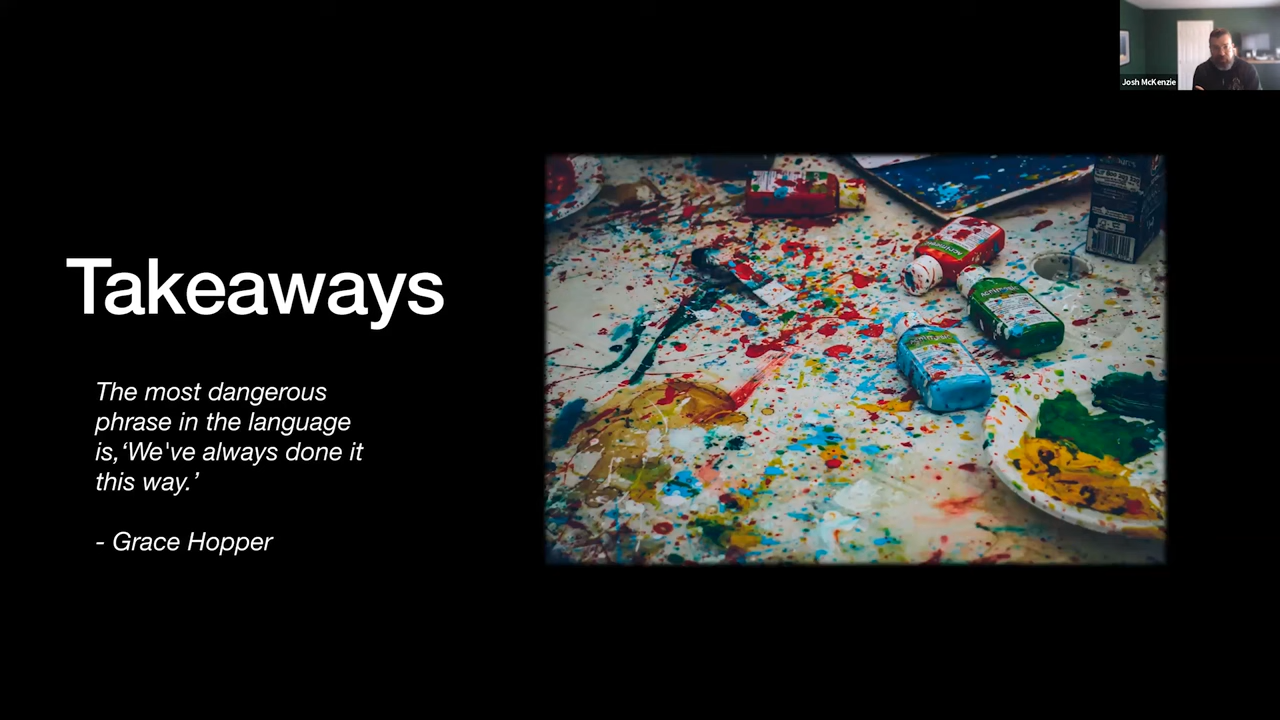 Josh McKenzie
Takeaways
The most dangerous
phrase in the language
is,‘We've always done it
this way.’
- Grace Hopper